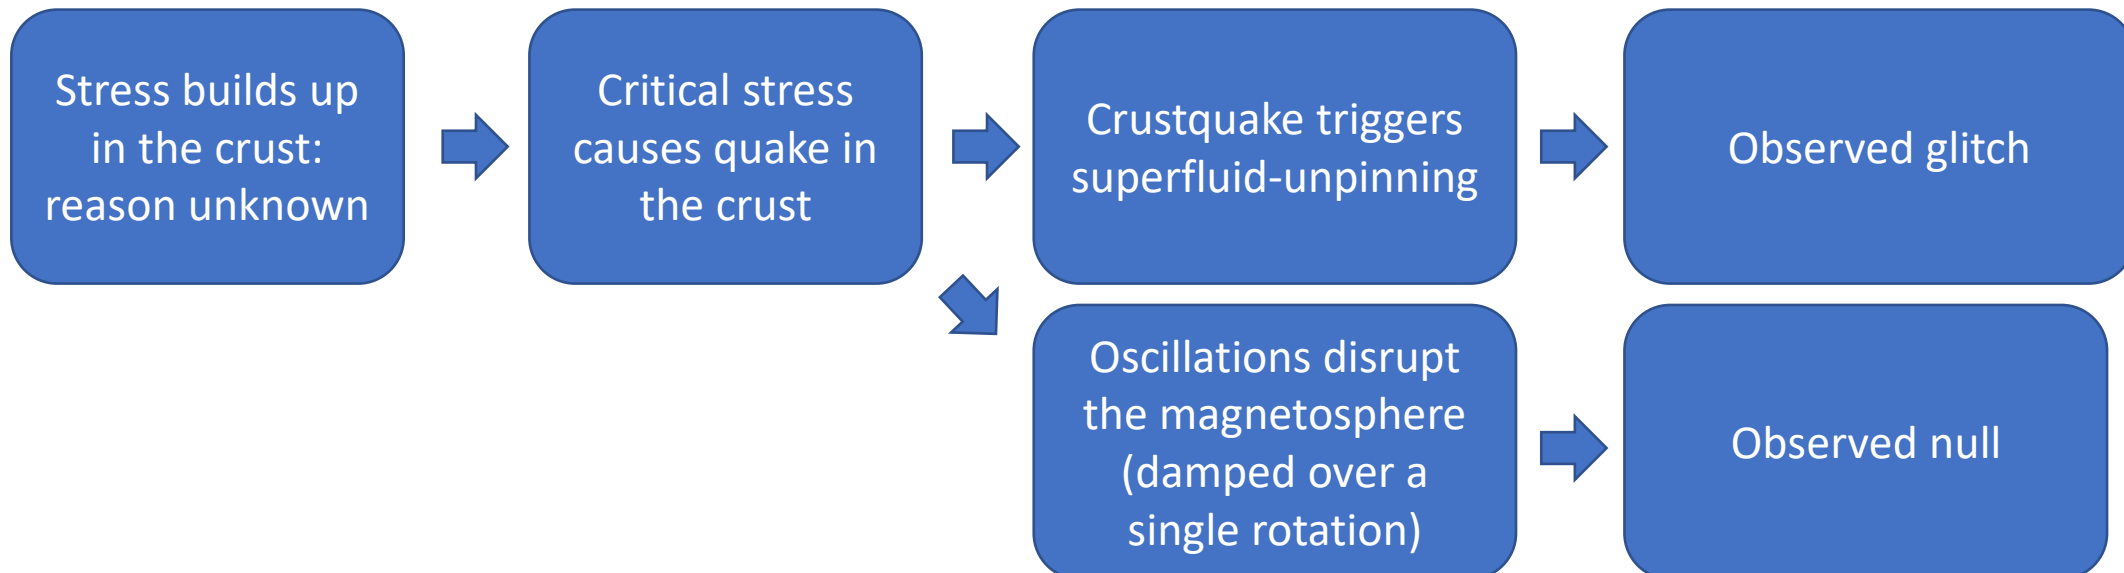 Stress builds up
in the crust:
reason unknown
Critical stress
causes quake in
the crust
Crustquake triggers
superfluid-unpinning
Observed glitch
Oscillations disrupt
the magnetosphere
(damped over a
single rotation)
Observed null